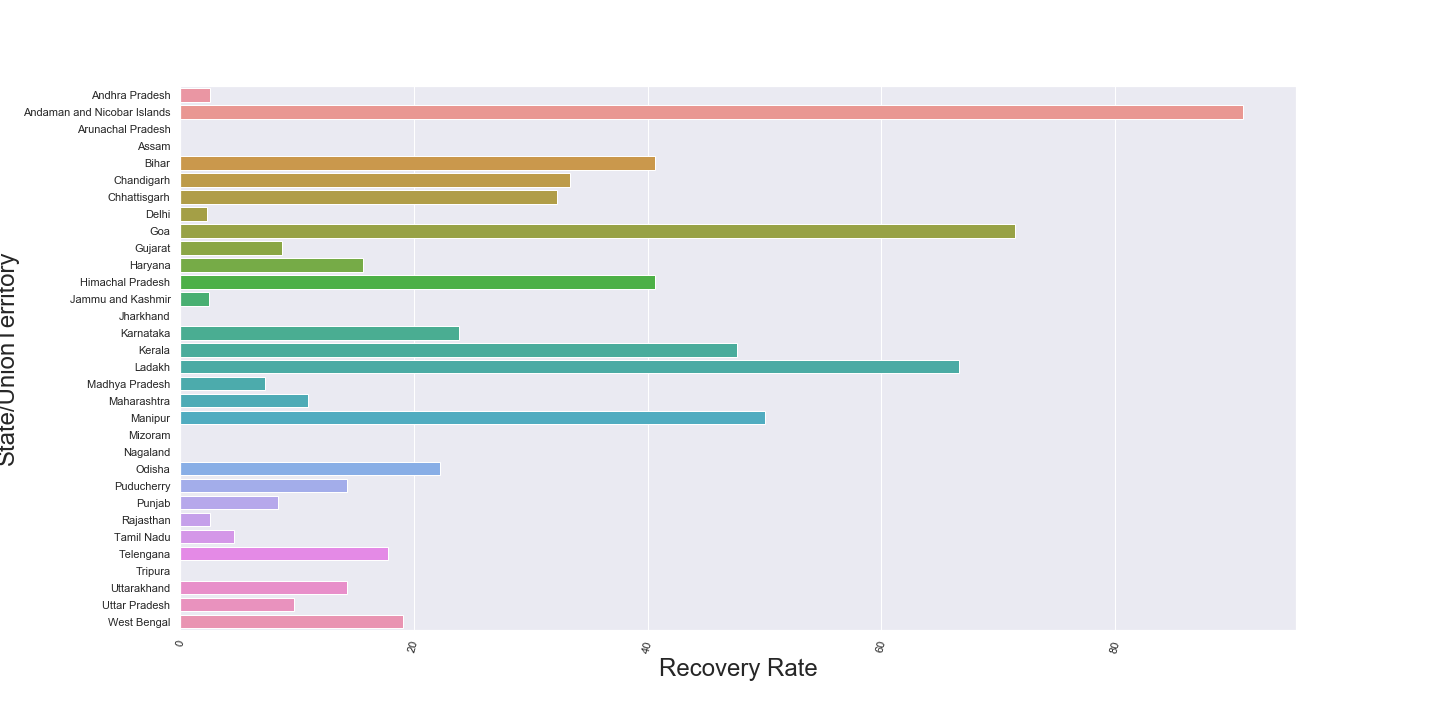 State/UnionTerritory
Andhra Pradesh
Andaman and Nicobar Islands
Arunachal Pradesh
Assam
Bihar
Chandigarh
Chhattisgarh
Delhi
Goa
Gujarat
Haryana
Himachal Pradesh
Jammu and Kashmir
Jharkhand
Karnataka
Kerala
Ladakh
Madhya Pradesh
Maharashtra
Manipur
Mizoram
Nagaland
Odisha
Puducherry
Punjab
Rajasthan
Tamil Nadu
Telengana
Tripura
Uttarakhand
Uttar Pradesh
West Bengal
0 20 40 60 80
Recovery Rate